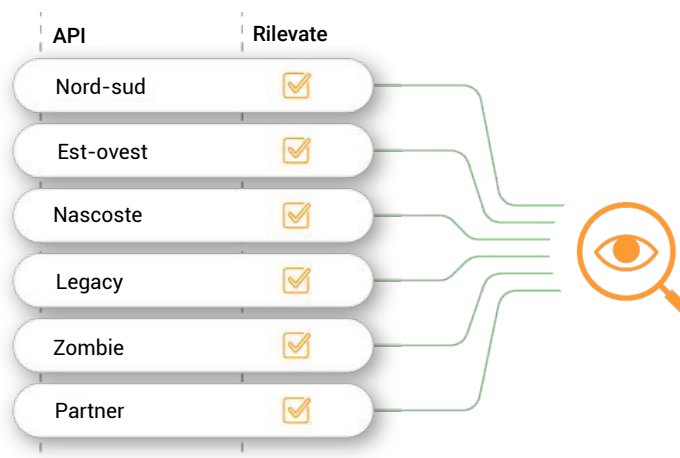 API Rilevate
Nord-sud
Est-ovest
Nascoste
Legacy
Zombie
Partner